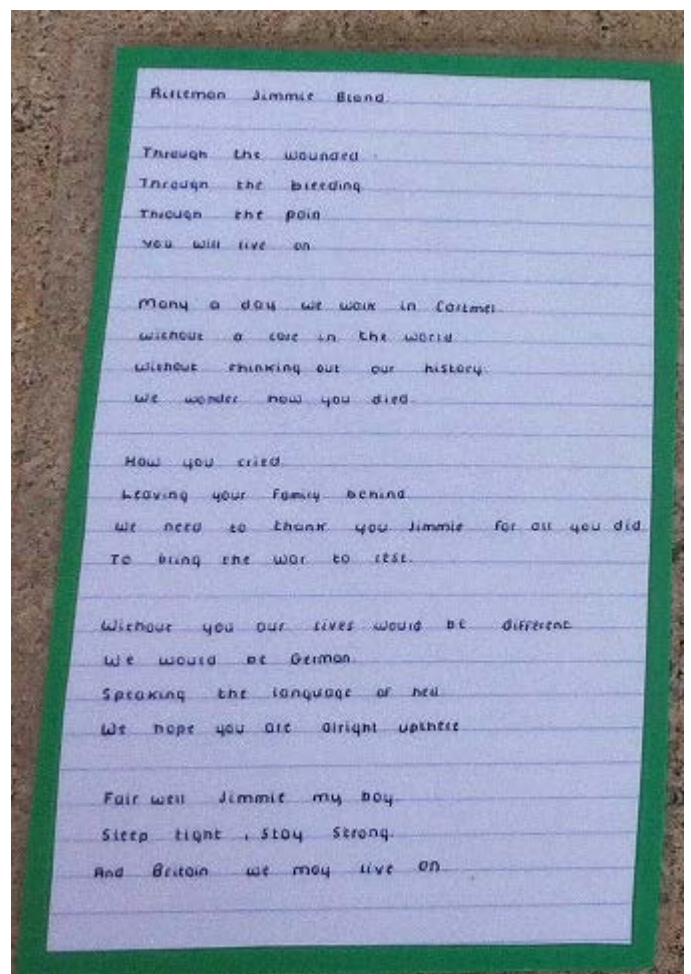 Rifleman Jimmie Bland
Through the wounded
Through the bleeding
Through the pain
You will live on
Many a day we walk in Cartmel
without a care in the world
without thinking out our history
We wonder how you died
How you cried
Leaving your Family behind
We need to thank you Jimmie for all you did
To bring the war to rest.
Without you our lives would be different
We would be German
Speaking the language of hell
We hope you are alright upthere
Fair well Jimmie my boy
Sleep tight , Stay Strong.
And Britain we may live on